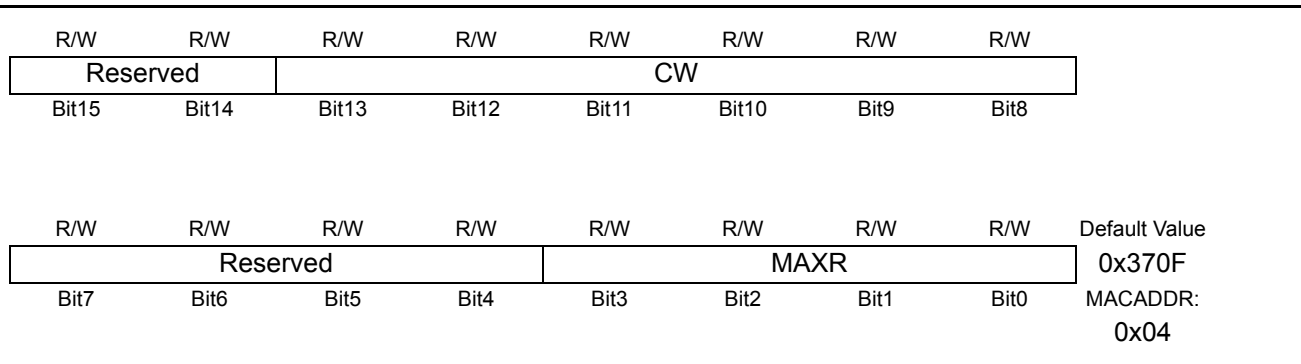 R/W R/W R/W R/W R/W R/W R/W R/W
Reserved CW
Bit15 Bit14 Bit13 Bit12 Bit11 Bit10 Bit9 Bit8
R/W R/W R/W R/W R/W R/W R/W R/W Default Value
Reserved MAXR 0x370F
Bit7 Bit6 Bit5 Bit4 Bit3 Bit2 Bit1 Bit0 MACADDR:
0x04